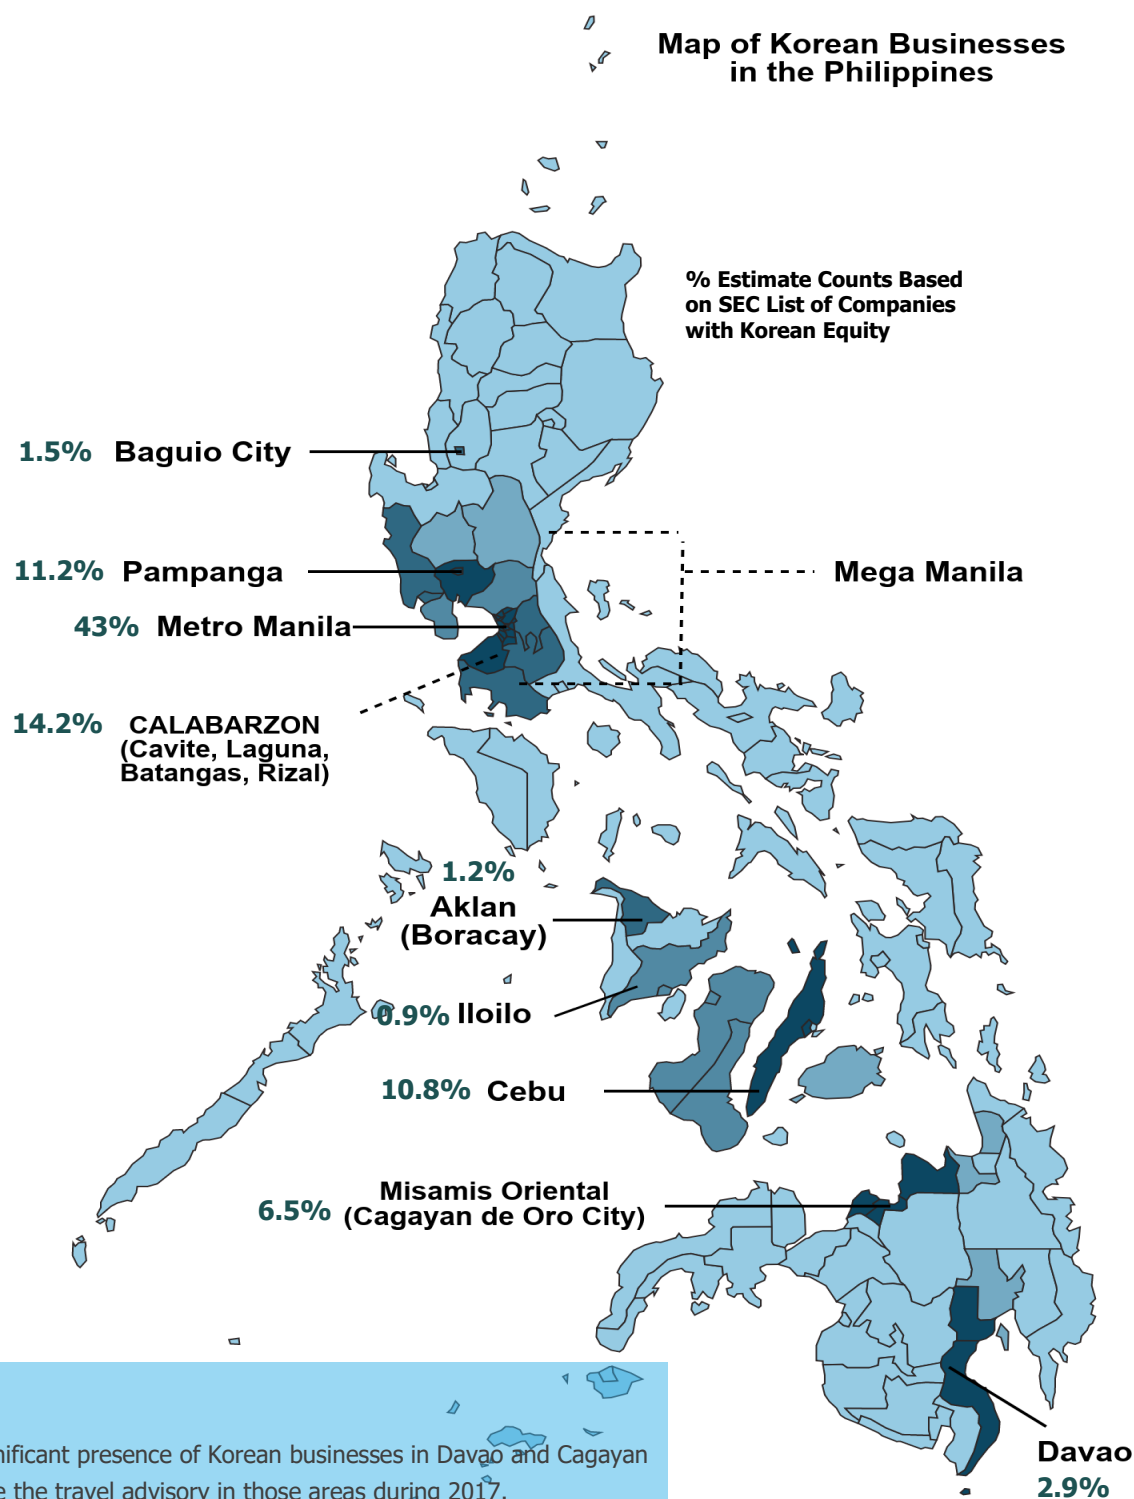 Map of Korean Businesses
in the Philippines
% Estimate Counts Based
on SEC List of Companies
with Korean Equity
1.5% Baguio City
11.2% Pampanga
Mega Manila
43% Metro Manila
14.2% CALABARZON
(Cavite, Laguna,
Batangas, Rizal)
1.2%
Aklan
(Boracay)
0.9% Iloilo
10.8% Cebu
Misamis Oriental
6.5% (Cagayan de Oro City)
Davao
2.9%
nificant presence of Korean businesses in Davao and Cagayan
e the travel advisory in those areas during 2017.